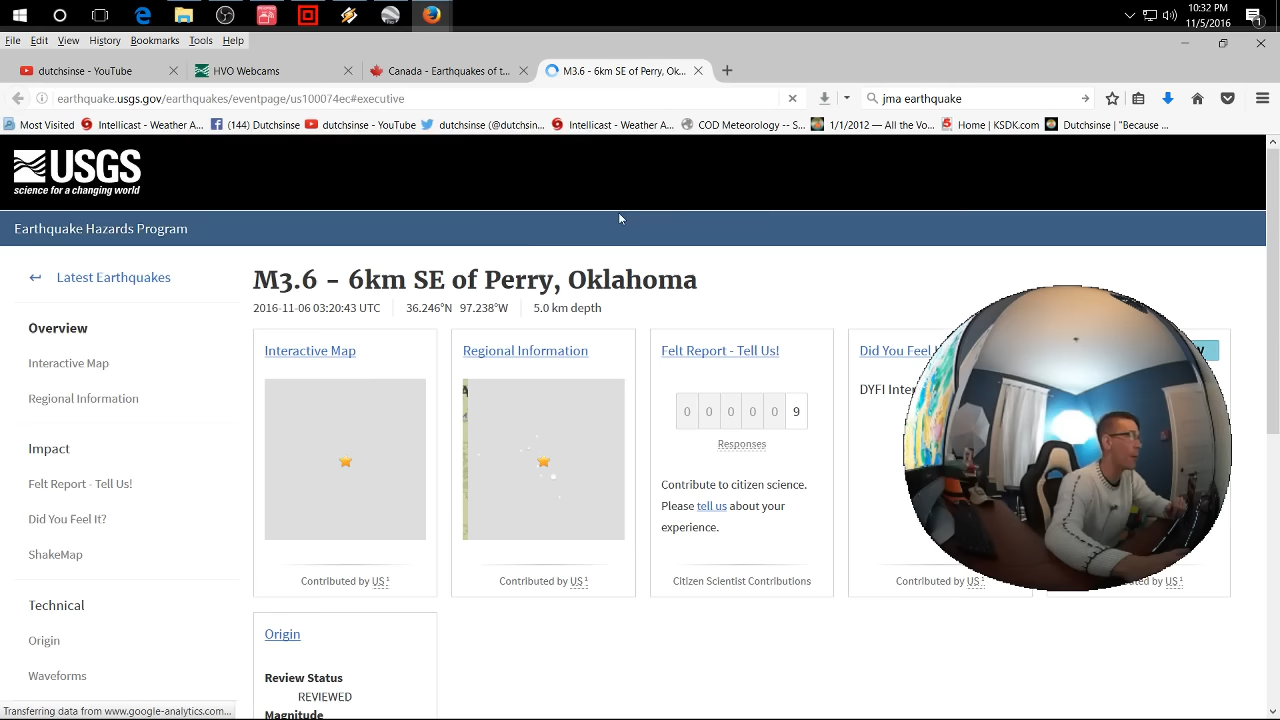 10:32 PM
11/5/2016
1
File Edit View History Bookmarks Tools Help
dutchsinse - YouTube
HVO Webcams
Canada - Earthquakes of t...
M3.6 - 6km SE of Perry, Ok...
earthquake.usgs.gov/earthquakes/eventpage/us100074ec#executive
jma earthquake
Most Visited
Intellicast - Weather A...
(144) Dutchsinse
dutchsinse - YouTube
dutchsinse (@dutchsin...
Intellicast - Weather A...
COD Meteorology -- S...
1/1/2012 — All the Vo...
Home | KSDK.com
Dutchsinse | "Because ...
USGS
science for a changing world
Earthquake Hazards Program
Latest Earthquakes
Overview
Interactive Map
Regional Information
Impact
Felt Report - Tell Us!
Did You Feel It?
ShakeMap
Technical
Origin
Waveforms
M3.6 - 6km SE of Perry, Oklahoma
2016-11-06 03:20:43 UTC
36.246°N 97.238°W
5.0 km depth
Interactive Map
Contributed by US 1
Regional Information
Contributed by US 1
Felt Report - Tell Us!
0 0 0 0 0 9
Responses
Contribute to citizen science.
Please tell us about your
experience.
Citizen Scientist Contributions
Did You Feel
DYFI Inter
Contributed by US 1
by US 1
Origin
Review Status
REVIEWED
Magnitude
Transferring data from www.google-analytics.com...